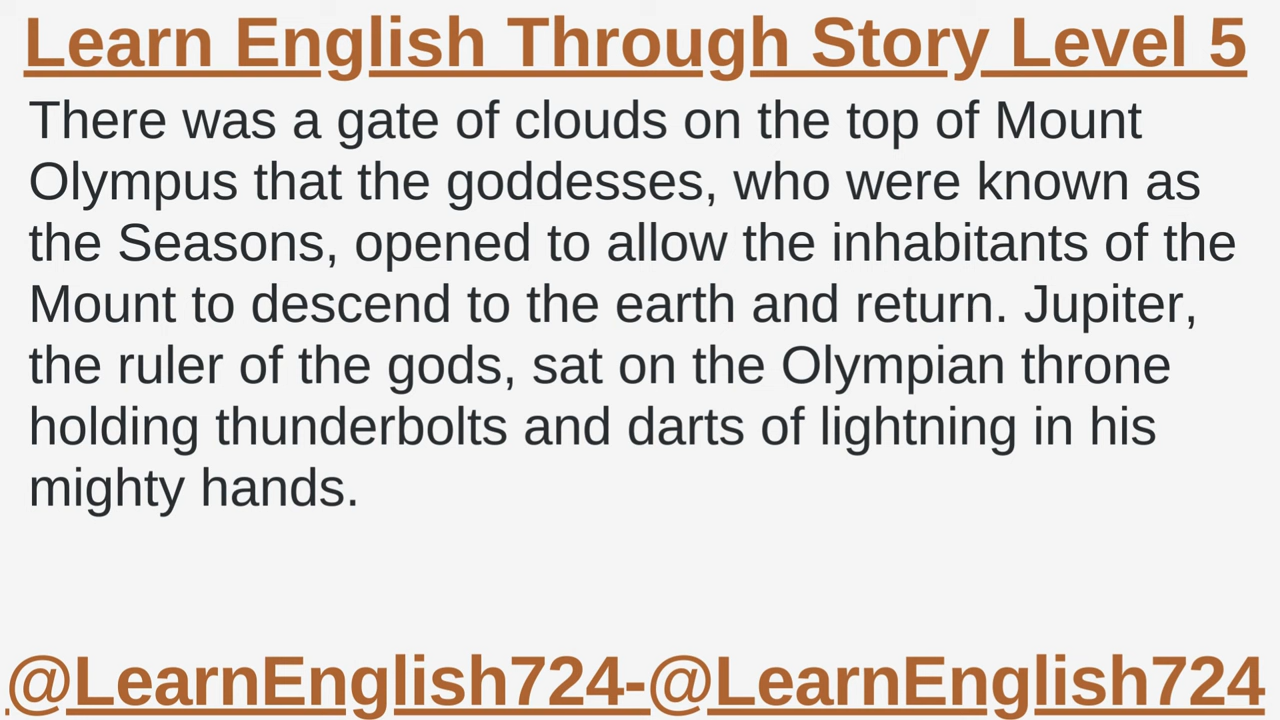 Learn English Through Story Level 5
There was a gate of clouds on the top of Mount
Olympus that the goddesses, who were known as
the Seasons, opened to allow the inhabitants of the
Mount to descend to the earth and return. Jupiter,
the ruler of the gods, sat on the Olympian throne
holding thunderbolts and darts of lightning in his
mighty hands.
@LearnEnglish724-@LearnEnglish724